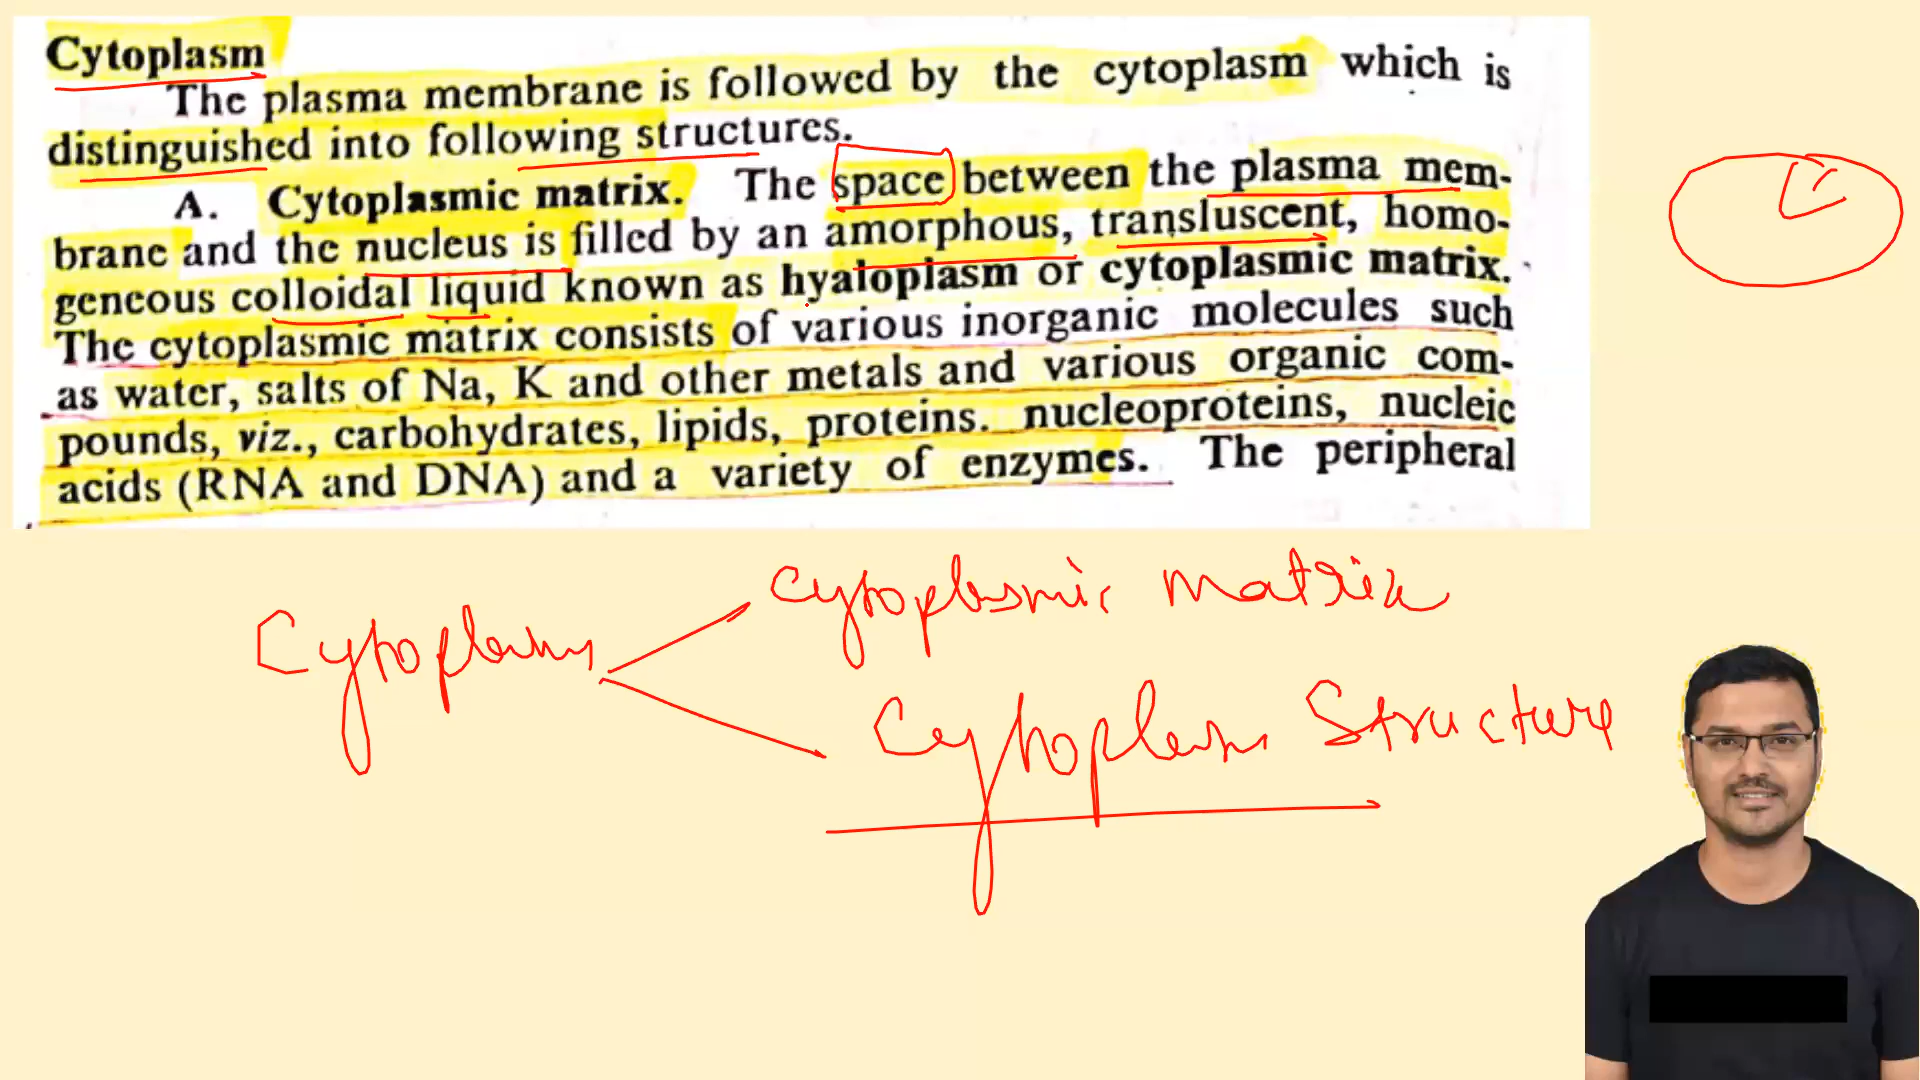 Cytoplasm
The plasma membrane is followed by the cytoplasm which is
distinguished into following structures.
A. Cytoplasmic matrix. The space between the plasma mem-
brane and the nucleus is filled by an amorphous, transluscent, homo-
geneous colloidal liquid known as hyaloplasm or cytoplasmic matrix.
The cytoplasmic matrix consists of various inorganic molecules such
as water, salts of Na, K and other metals and various organic com-
pounds, viz., carbohydrates, lipids, proteins. nucleoproteins, nucleic
acids (RNA and DNA) and a variety of enzymes. The peripheral
Cytoplasmic Matrix
Cytoplasm
Cytoplasm Structure